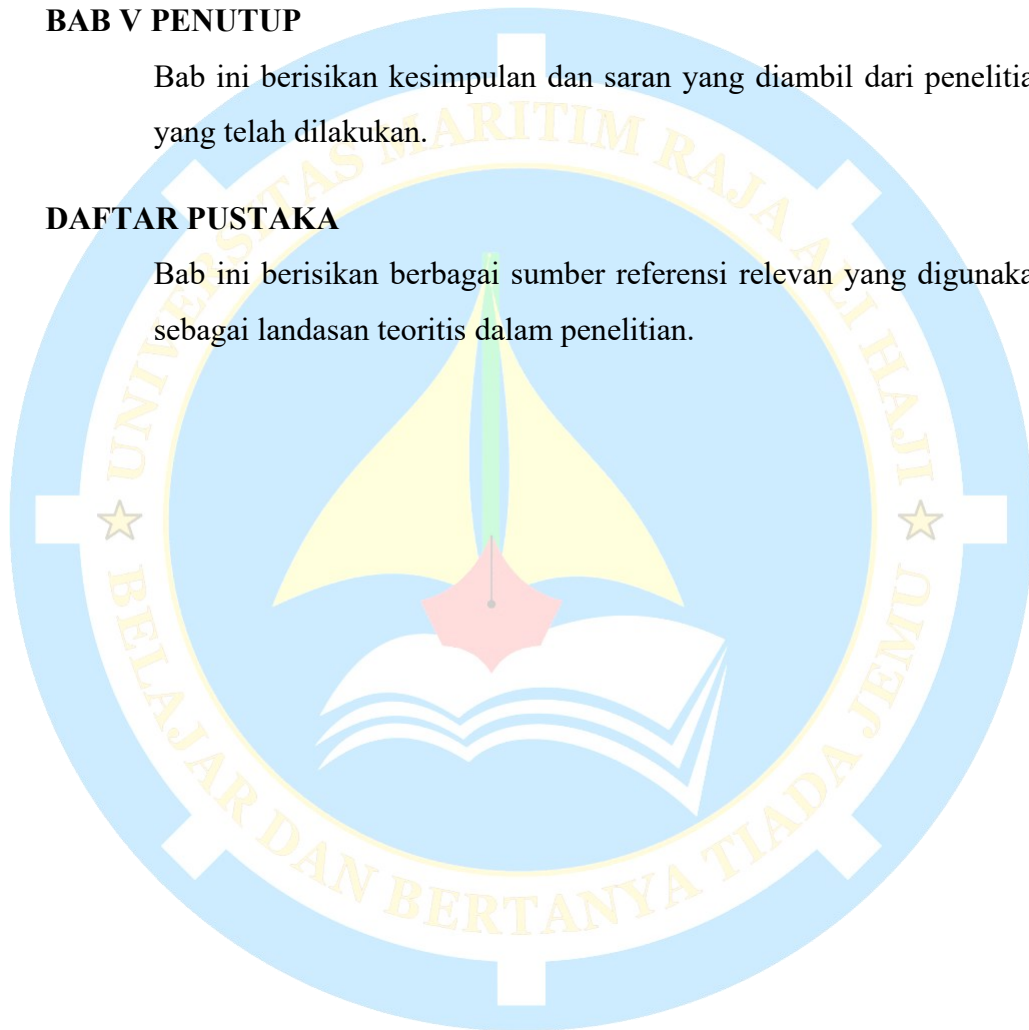 BAB V PENUTUP
Bab ini berisikan kesimpulan dan saran yang diambil dari penelitia
yang telah dilakukan.
DAFTAR PUSTAKA
Bab ini berisikan berbagai sumber referensi relevan yang digunaka
sebagai landasan teoritis dalam penelitian.
UNIVERSITAS MARITIM RAJA ALI HAJI
BELAJAR DAN BERTANYA TIADA JEMU